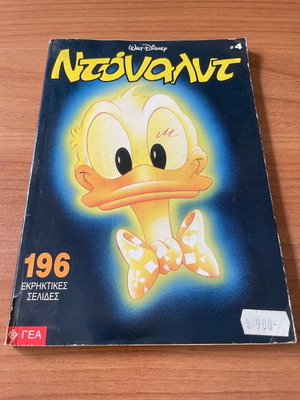 WALT DISNEY
#4
Ντόναλντ
196
ΕΚΡΗΚΤΙΚΕΣ
ΣΕΛΙΔΕΣ
ΓΕΑ
900-